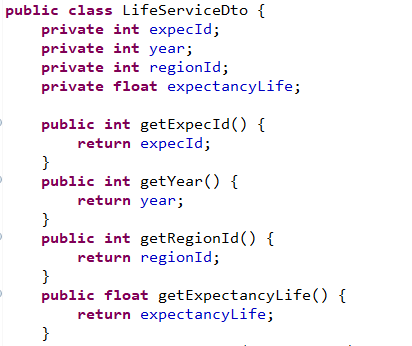 public class LifeServiceDto {
private int expecId;
private int year;
private int regionId;
private float expectancyLife;
public int getExpecId() {
return expecId;
}
public int getYear() {
return year;
}
public int getRegionId() {
return regionId;
}
public float getExpectancyLife() {
return expectancyLife;
}